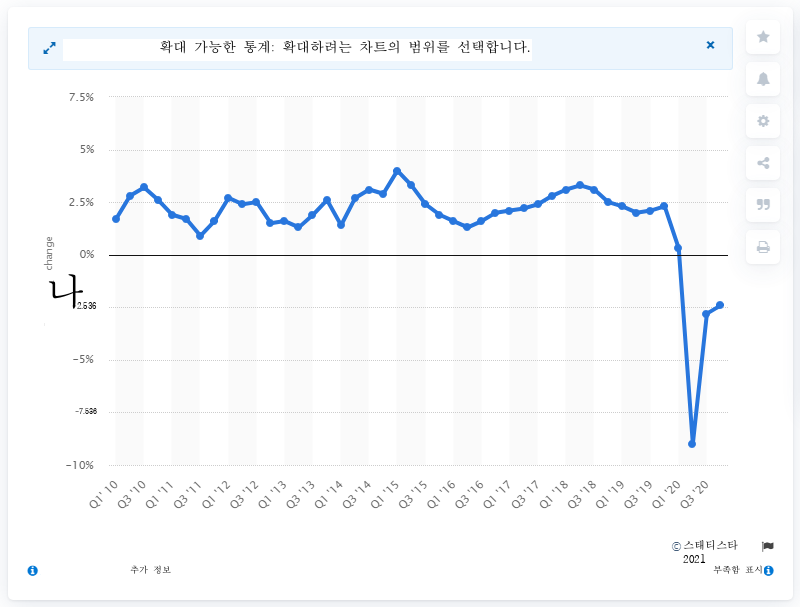 확대 가능한 통계: 확대하려는 차트의 범위를 선택합니다.
7.5%
5%
2.5%
0%
change
나
2.536
-5%
-7.536
-10%
Q1 '10
Q3 '10
Q1 '11
Q3 '11
Q1 '12
Q3 '12
Q1 '13
Q3 '13
Q1 '14
Q3 '14
Q1 '15
Q3 '15
Q1 '16
Q3 '16
Q1 '17
Q3 '17
Q1 '18
Q3 '18
Q1 '19
Q3 '19
Q1 '20
Q3 '20
© 스태티스타
2021
추가 정보
부족함 표시